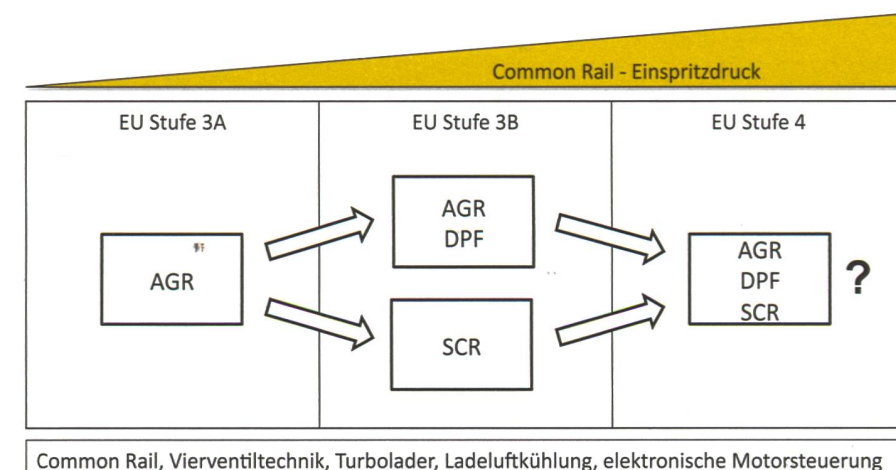 Common Rail - Einspritzdruck
EU Stufe 3A
EU Stufe 3B
EU Stufe 4
AGR
AGR
DPF
SCR
AGR
DPF
SCR
?
Common Rail, Vierventiltechnik, Turbolader, Ladeluftkühlung, elektronische Motorsteuerung